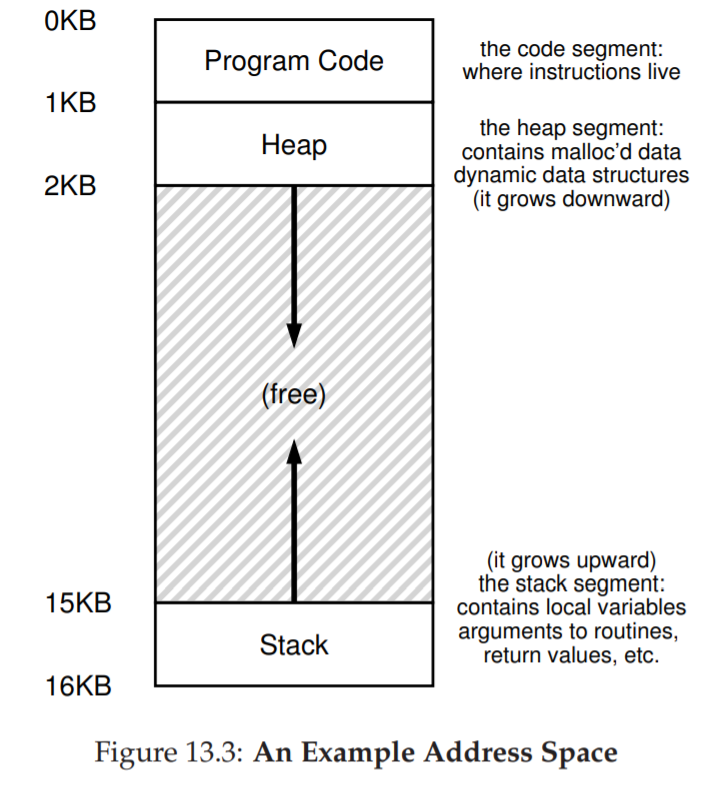 0KB
Program Code
the code segment:
where instructions live
1KB
Heap
the heap segment:
contains malloc'd data
dynamic data structures
(it grows downward)
2KB
(free)
(it grows upward)
the stack segment:
contains local variables
arguments to routines,
return values, etc.
15KB
Stack
16KB
Figure 13.3: An Example Address Space